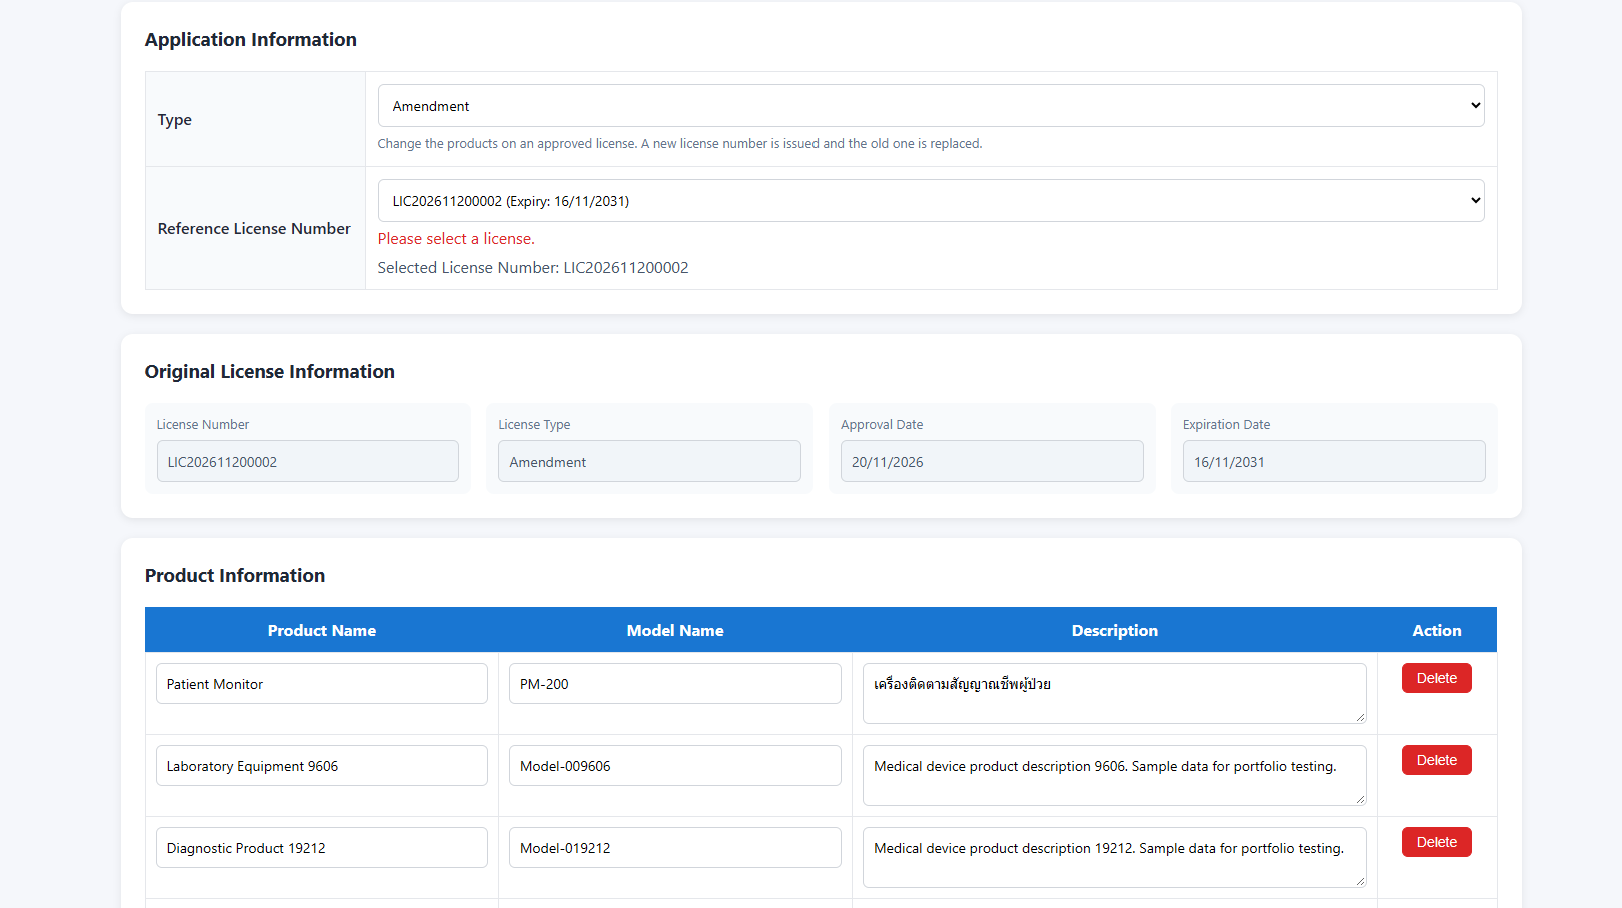 Application Information
Type
Amendment
Change the products on an approved license. A new license number is issued and the old one is replaced.
Reference License Number
LIC202611200002 (Expiry: 16/11/2031)
Please select a license.
Selected License Number: LIC202611200002
Original License Information
License Number
License Type
Approval Date
Expiration Date
LIC202611200002
Amendment
20/11/2026
16/11/2031
Product Information
Product Name
Model Name
Description
Action
Patient Monitor
PM-200
เครื่องติดตามสัญญาณชีพผู้ป่วย
Delete
Laboratory Equipment 9606
Model-009606
Medical device product description 9606. Sample data for portfolio testing.
Delete
Diagnostic Product 19212
Model-019212
Medical device product description 19212. Sample data for portfolio testing.
Delete